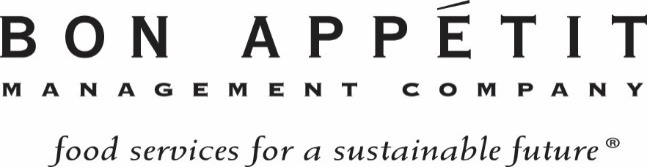 BON APPÉTIT
MANAGEMENT COMPANY
food services for a sustainable future®